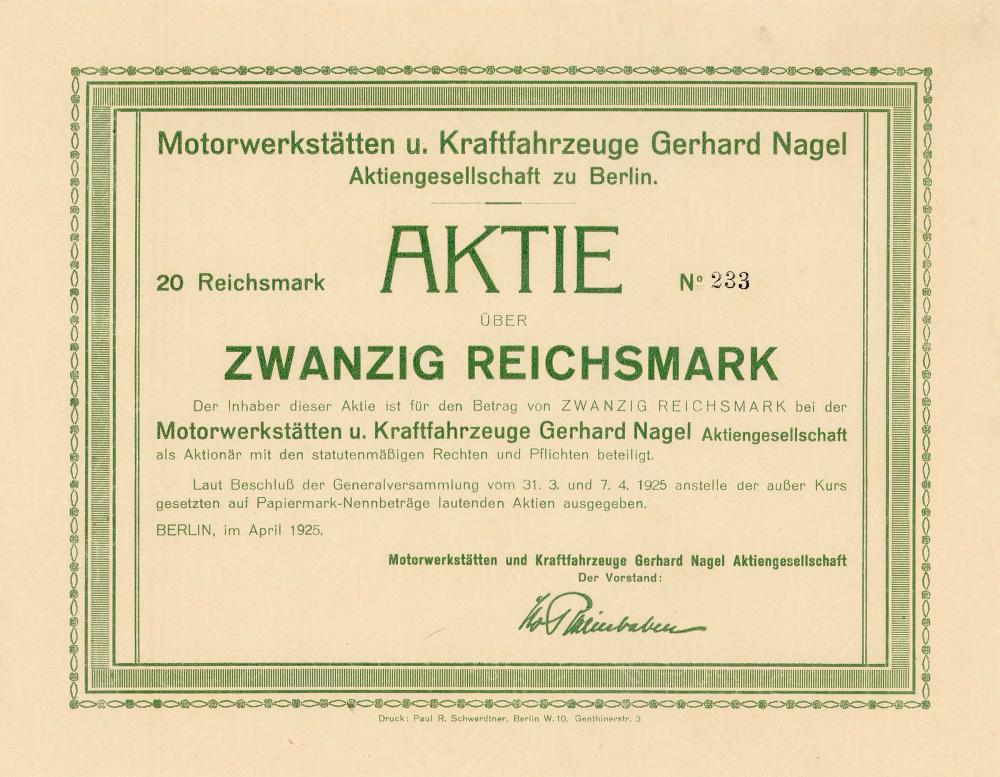 Motorwerkstätten u. Kraftfahrzeuge Gerhard Nagel
Aktiengesellschaft zu Berlin.
20 Reichsmark AKTIE Nº 233
ÜBER
ZWANZIG REICHSMARK
Der Inhaber dieser Aktie ist für den Betrag von ZWANZIG REICHSMARK bei der
Motorwerkstätten u. Kraftfahrzeuge Gerhard Nagel Aktiengesellschaft
als Aktionär mit den statutenmäßigen Rechten und Pflichten beteiligt.
Laut Beschluß der Generalversammlung vom 31. 3. und 7. 4. 1925 anstelle der außer Kurs
gesetzten auf Papiermark-Nennbeträge lautenden Aktien ausgegeben.
BERLIN, im April 1925.
Motorwerkstätten und Kraftfahrzeuge Gerhard Nagel Aktiengesellschaft
Der Vorstand:
Druck: Paul R. Schwerdtner, Berlin W. 10, Genthinerstr. 3